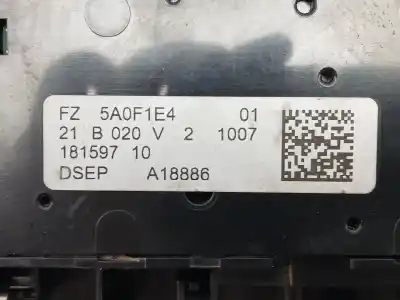 FZ 5A0F1E4 01
21 B 020 V 2 1007
181597 10
DSEP A18886